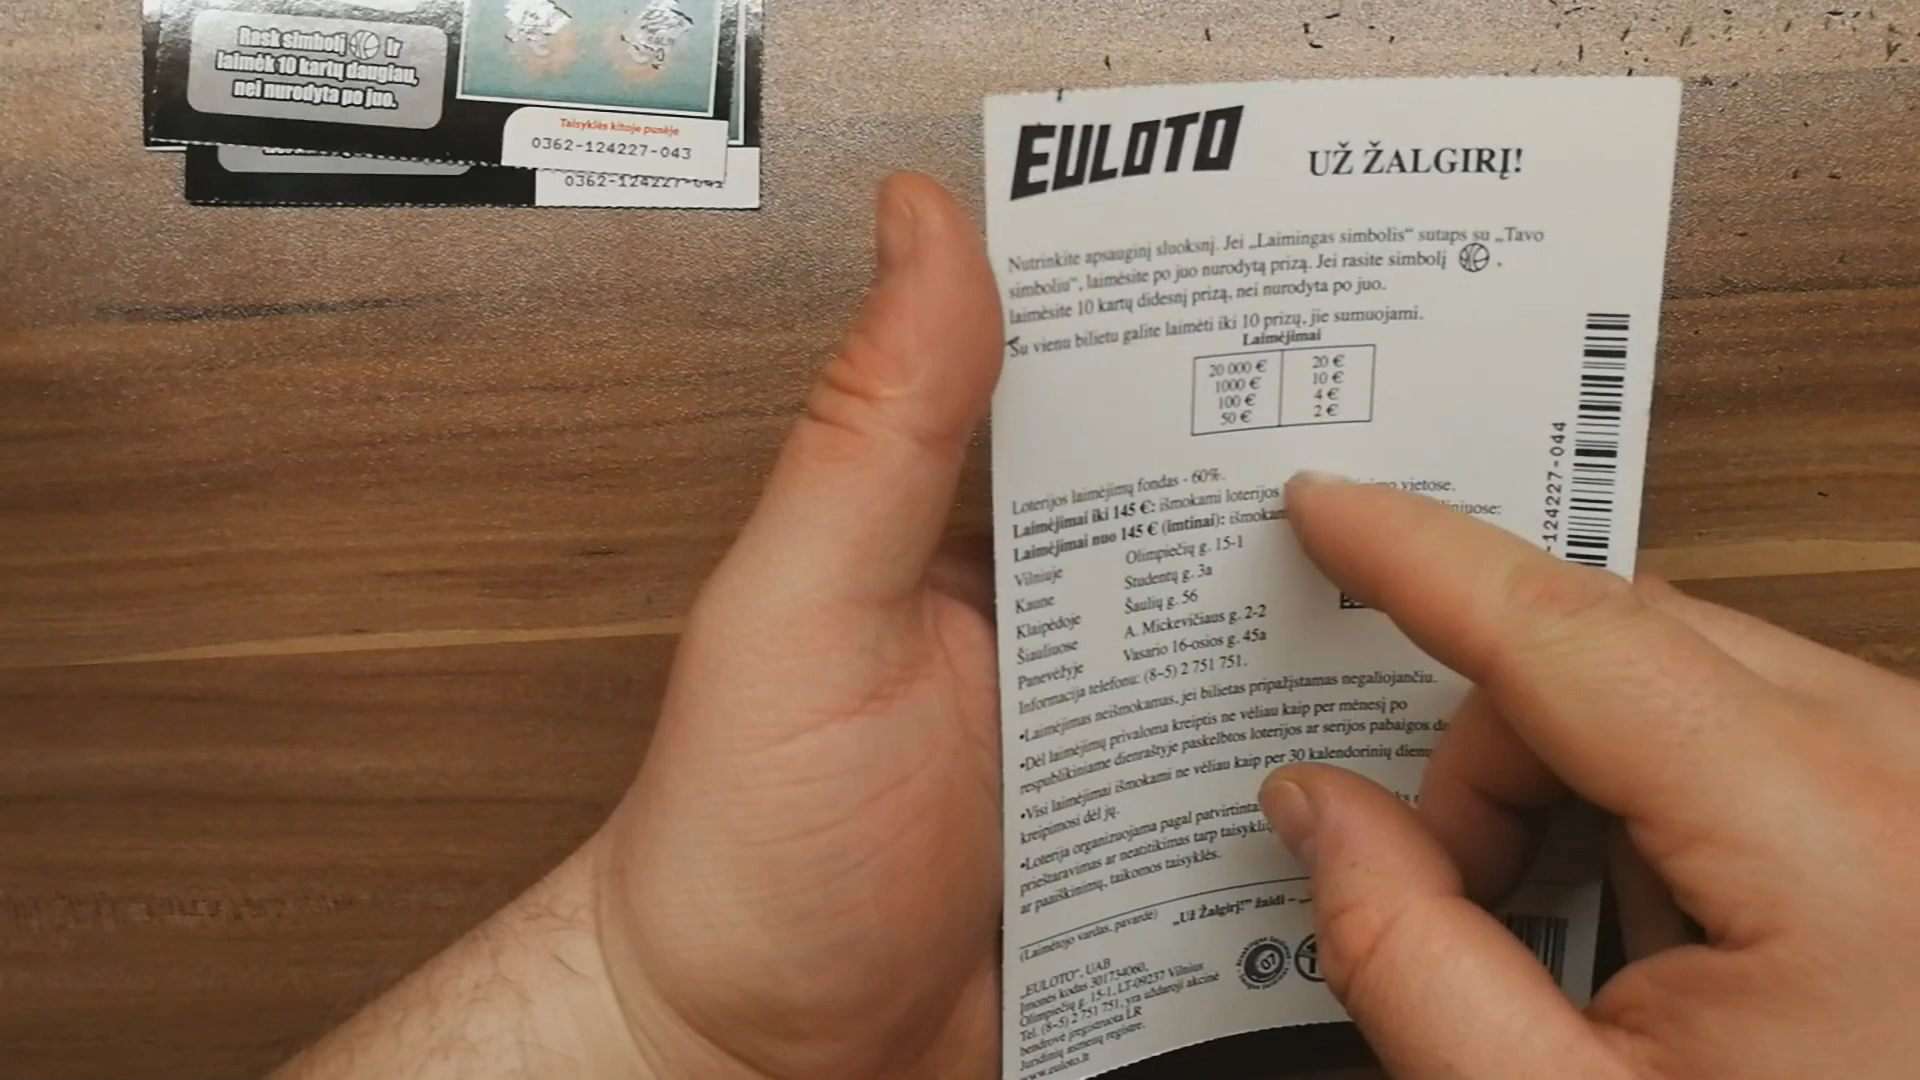 Rask simbolį ir
laimėk 10 kartų daugiau,
nei nurodyta po juo.
Taisyklės kitoje pusėje
0362-124227-043
0362-124227-042
EULOTO
UŽ ŽALGIRĮ!
Nutrinkite apsauginį sluoksnį. Jei „Laimingas simbolis“ sutaps su „Tavo
simboliu“, laimėsite po juo nurodytą prizą. Jei rasite simbolį .
laimėsite 10 kartų didesnį prizą, nei nurodyta po juo.
Su vienu bilietu galite laimėti iki 10 prizų, jie sumuojami.
Laimėjimai
20 000 € 20 €
1000 € 10 €
100 € 4 €
50 € 2 €
Loterijos laimėjimų fondas - 60%.
Laimėjimai iki 145 €: išmokami loterijos vietose.
Laimėjimai nuo 145 € (imtinai):
Vilniuje Olimpiečių g. 15-1
Kaune Studentų g. 3a
Klaipėdoje Šaulių g. 56
Šiauliuose A. Mickevičiaus g. 2-2
Panevėžyje Vasario 16-osios g. 45a
Informacija telefonu: (8–5) 2 751 751.
•Laimėjimas neišmokamas, jei bilietas pripažįstamas negaliojančiu.
•Dėl laimėjimų privaloma kreiptis ne vėliau kaip per mėnesį po
respublikiniame dienraštyje paskelbtos loterijos ar serijos pabaigos
•Visi laimėjimai išmokami ne vėliau kaip per 30 kalendorinių
kreipimosi dėl jų.
•Loterija organizuojama pagal
prieštaravimas ar neatitikimas tarp
ar paaiškinimų, taikomos taisyklės.
(Laimėtojo vardas, pavardė)
„Už Žalgirį!” žaidi –
„EULOTO“, UAB
Įmonės kodas 301734060,
Olimpiečių g. 15-1, LT-09237 Vilnius
Tel. (8–5) 2 751 751, yra uždaroji akcinė
bendrovė įregistruota LR
Juridinių asmenų registre.
www.euloto.lt
07
-124227-044